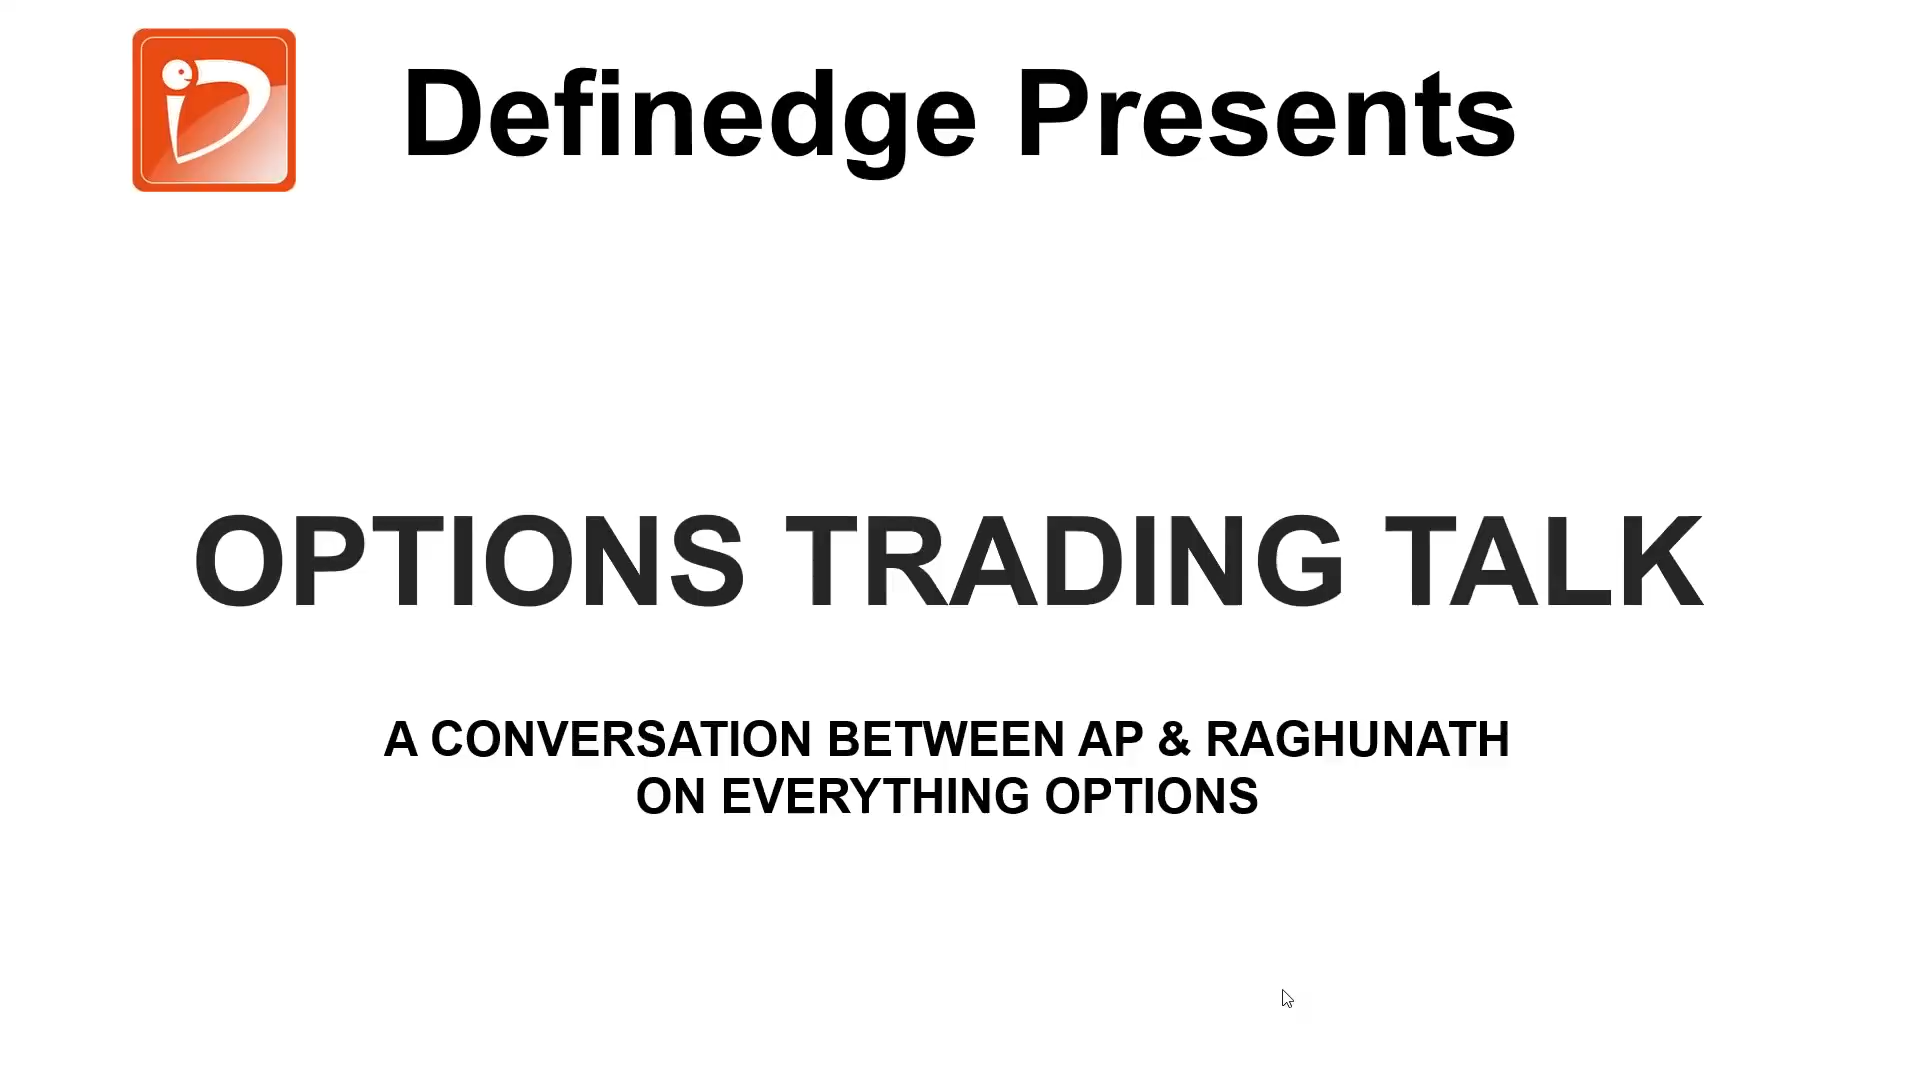 Definedge Presents
OPTIONS TRADING TALK
A CONVERSATION BETWEEN AP & RAGHUNATH
ON EVERYTHING OPTIONS